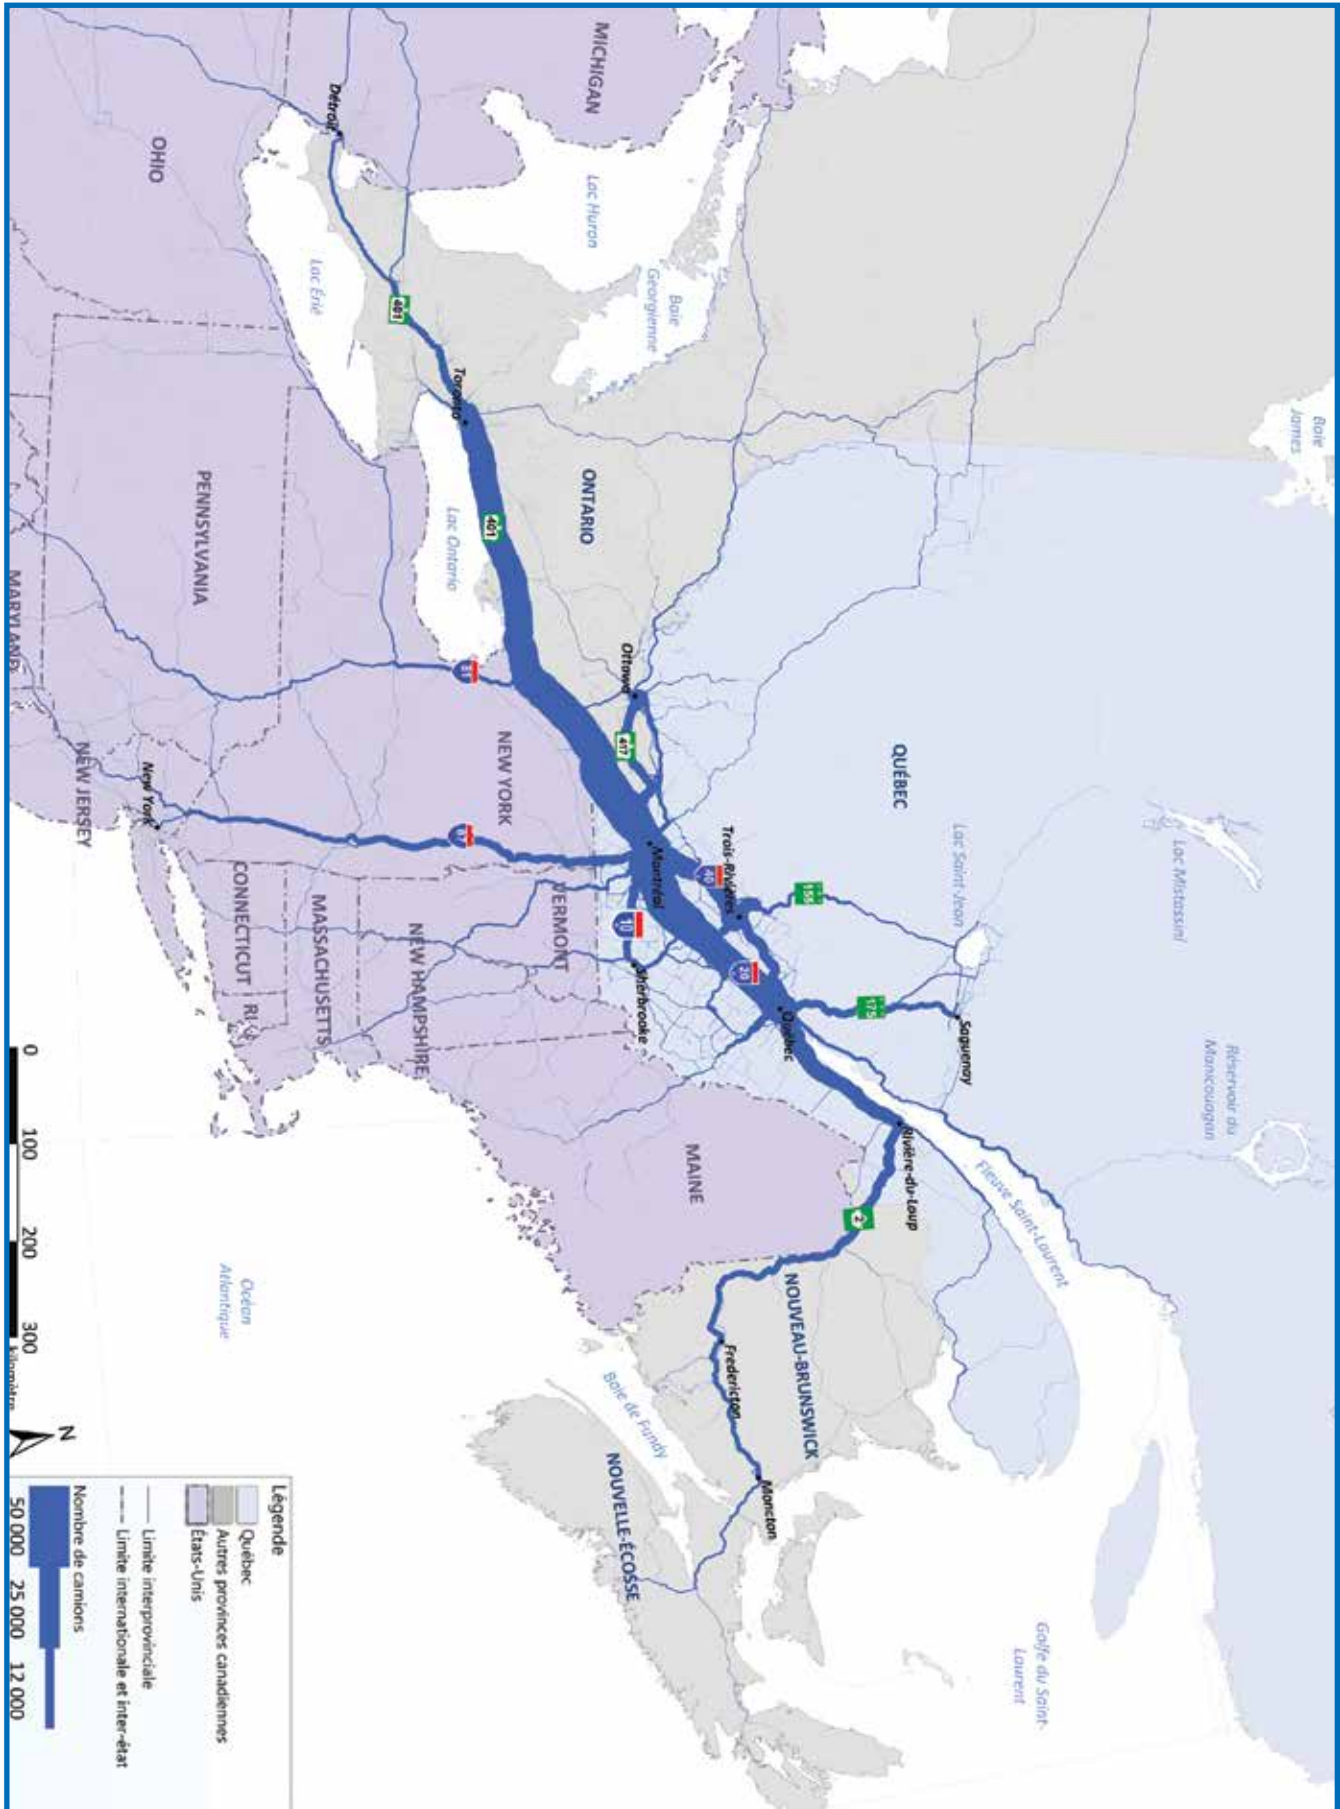 Baie
James
Lac Mistassini
Réservoir du
Manicouagan
MICHIGAN
Lac Huron
Baie
Georgienne
ONTARIO
QUÉBEC
Lac Saint-Jean
155
175
Saguenay
Fleuve Saint-Laurent
Golfe du Saint-
Laurent
Détroit
OHIO
Lac Érié
401
Toronto
401
Lac Ontario
Ottawa
417
Trois-Rivières
40
Montréal
20
Québec
Rivière-du-Loup
2
NOUVEAU-BRUNSWICK
Fredericton
Moncton
10
Sherbrooke
MAINE
Baie de Fundy
NOUVELLE-ÉCOSSE
81
NEW YORK
VERMONT
NEW HAMPSHIRE
PENNSYLVANIA
MASSACHUSETTS
CONNECTICUT
RI
New York
NEW JERSEY
MARYLAND
Océan
Atlantique
0 100 200 300
kilomètre
N
Légende
Québec
Autres provinces canadiennes
États-Unis
Limite interprovinciale
Limite internationale et inter-état
Nombre de camions
50 000 25 000 12 000